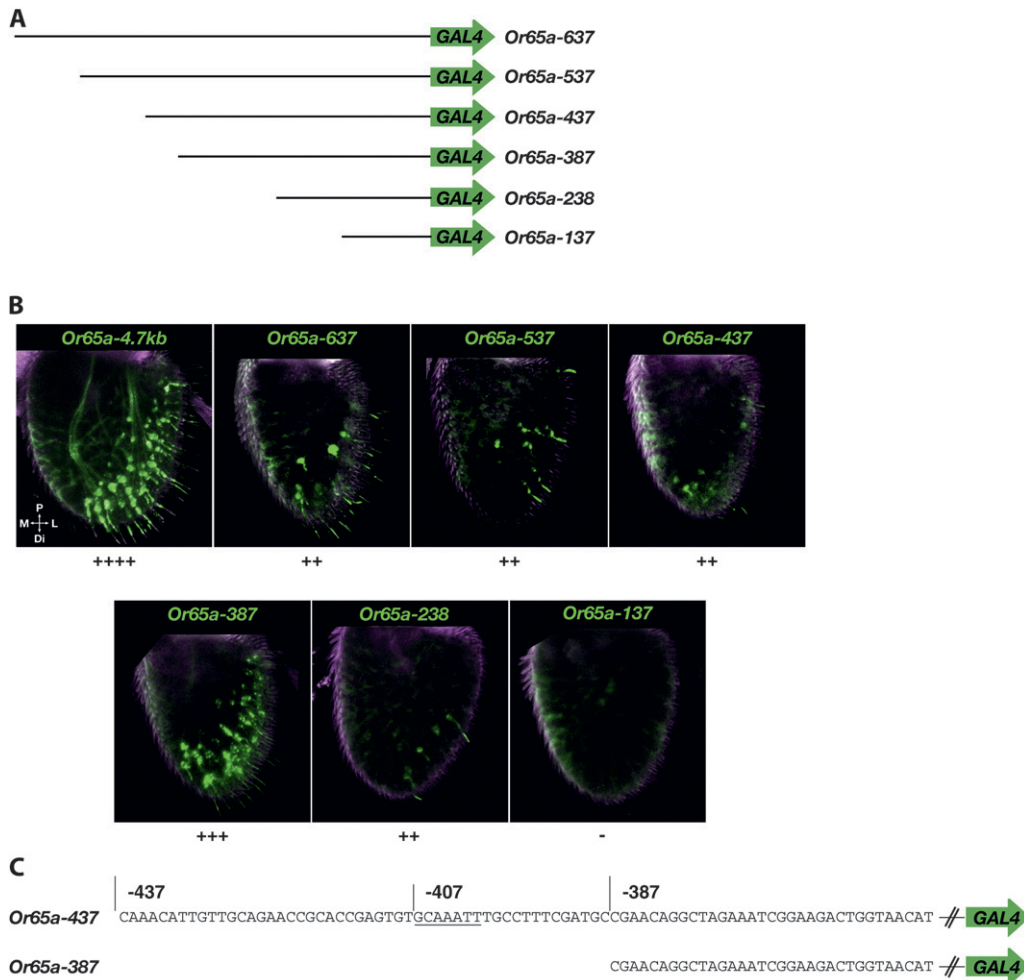 A
GAL4 Or65a-637
GAL4 Or65a-537
GAL4 Or65a-437
GAL4 Or65a-387
GAL4 Or65a-238
GAL4 Or65a-137
B
Or65a-4.7kb Or65a-637 Or65a-537 Or65a-437
P
M L
Di
++++ ++ ++ ++
Or65a-387 Or65a-238 Or65a-137
+++ ++ -
C
-437 -407 -387
Or65a-437 CAAACATTGTTGCAGAACCGCACCGAGTGTGCAAATTTGCCTTTCGATGCCGAACAGGCTAGAAATCGGAAGACTGGTAACAT GAL4
Or65a-387 CGAACAGGCTAGAAATCGGAAGACTGGTAACAT GAL4